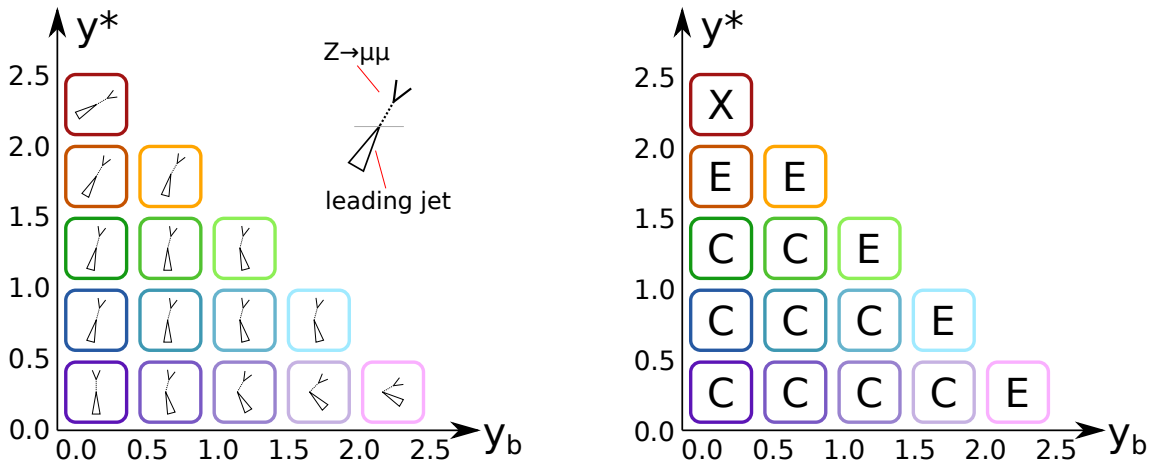 y*
2.5
2.0
1.5
1.0
0.5
0.0
0.0 0.5 1.0 1.5 2.0 2.5
y_b
Z→μμ
leading jet
y*
2.5
2.0
1.5
1.0
0.5
0.0
X
E E
C C E
C C C E
C C C C E
0.0 0.5 1.0 1.5 2.0 2.5
y_b